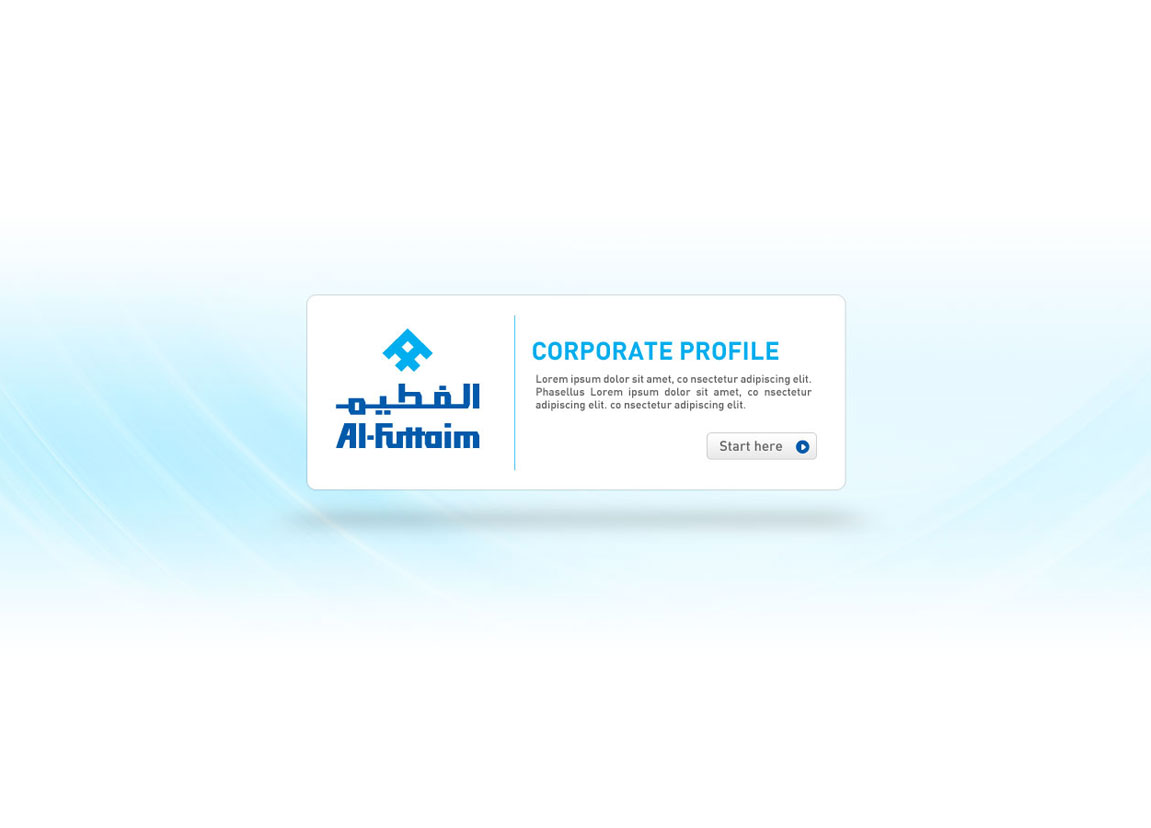 الفطيم
Al-Futtaim
CORPORATE PROFILE
Lorem ipsum dolor sit amet, co nsectetur adipiscing elit.
Phasellus Lorem ipsum dolor sit amet, co nsectetur
adipiscing elit. co nsectetur adipiscing elit.
Start here